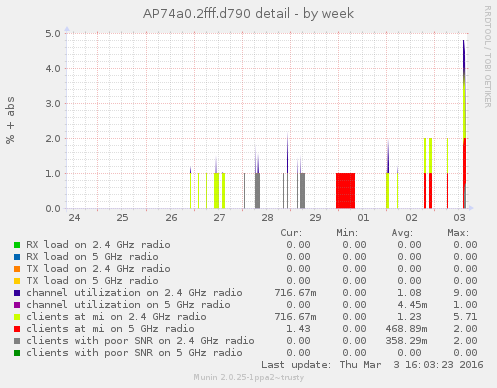 AP74a0.2fff.d790 detail - by week
RRDTOOL / TOBI OETIKER
% + abs
5.0
4.0
3.0
2.0
1.0
0.0
24 25 26 27 28 29 01 02 03
Cur: Min: Avg: Max:
RX load on 2.4 GHz radio 0.00 0.00 0.00 0.00
RX load on 5 GHz radio 0.00 0.00 0.00 0.00
TX load on 2.4 GHz radio 0.00 0.00 0.00 0.00
TX load on 5 GHz radio 0.00 0.00 0.00 0.00
channel utilization on 2.4 GHz radio 716.67m 0.00 1.08 9.00
channel utilization on 5 GHz radio 0.00 0.00 4.45m 1.00
clients at mi on 2.4 GHz radio 716.67m 0.00 1.23 5.71
clients at mi on 5 GHz radio 1.43 0.00 468.89m 2.00
clients with poor SNR on 2.4 GHz radio 0.00 0.00 358.29m 2.00
clients with poor SNR on 5 GHz radio 0.00 0.00 0.00 0.00
Last update: Thu Mar 3 16:03:23 2016
Munin 2.0.25-1ppa2~trusty